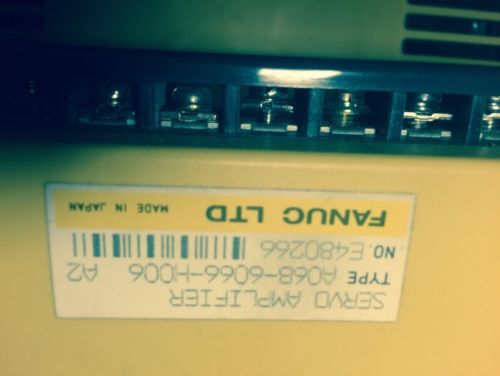 SERVO AMPLIFIER
TYPE A06B-6066-H006 A2
NO. E480266
FANUC LTD MADE IN JAPAN